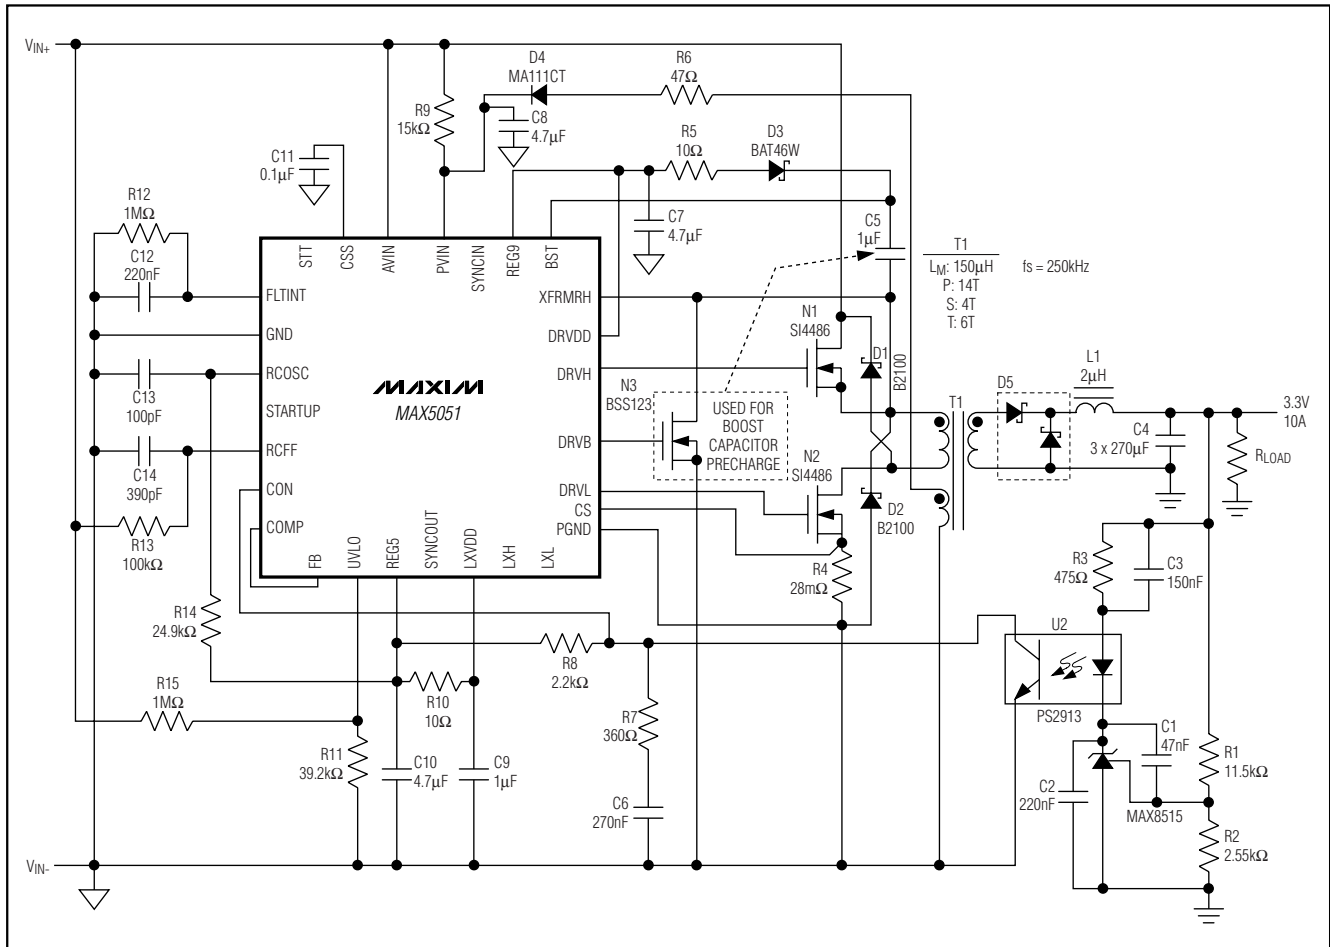 VIN+
D4
MA111CT
R6
47Ω
R9
15kΩ
C8
4.7μF
R5
10Ω
D3
BAT46W
C11
0.1μF
R12
1MΩ
C12
220nF
C7
4.7μF
C5
1μF
T1
LM: 150μH
P: 14T
S: 4T
T: 6T
fs = 250kHz
STT
CSS
AVIN
PVIN
SYNCIN
REG9
BST
FLTINT
XFRMRH
GND
DRVDD
N1
SI4486
D1
B2100
RCOSC
DRVH
C13
100pF
MAXIM
MAX5051
STARTUP
N3
BSS123
USED FOR
BOOST
CAPACITOR
PRECHARGE
L1
2μH
D5
T1
3.3V
10A
C4
3 x 270μF
RLOAD
RCFF
DRVB
C14
390pF
N2
SI4486
CON
DRVL
CS
COMP
PGND
D2
B2100
R13
100kΩ
FB
UVLO
REG5
SYNCOUT
LXVDD
LXH
LXL
R4
28mΩ
R3
475Ω
C3
150nF
R14
24.9kΩ
R8
2.2kΩ
U2
PS2913
R15
1MΩ
R10
10Ω
R7
360Ω
C1
47nF
R1
11.5kΩ
R11
39.2kΩ
C10
4.7μF
C9
1μF
C6
270nF
C2
220nF
MAX8515
R2
2.55kΩ
VIN-